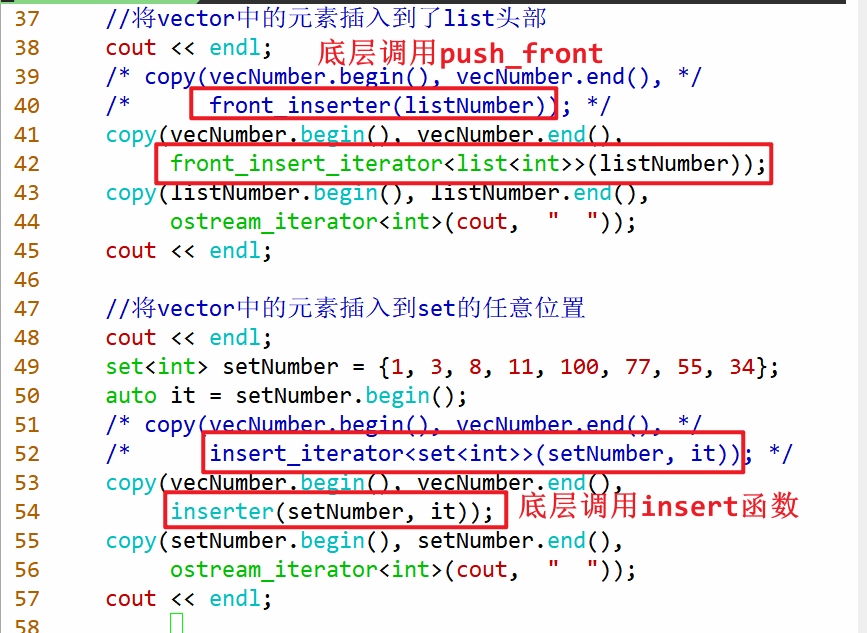 37 //将vector中的元素插入到了list头部
38 cout << endl; 底层调用push_front
39 /* copy(vecNumber.begin(), vecNumber.end(), */
40 /* front_inserter(listNumber)); */
41 copy(vecNumber.begin(), vecNumber.end(),
42 front_insert_iterator<list<int>>(listNumber));
43 copy(listNumber.begin(), listNumber.end(),
44 ostream_iterator<int>(cout, "  "));
45 cout << endl;
46
47 //将vector中的元素插入到set的任意位置
48 cout << endl;
49 set<int> setNumber = {1, 3, 8, 11, 100, 77, 55, 34};
50 auto it = setNumber.begin();
51 /* copy(vecNumber.begin(), vecNumber.end(), */
52 /* insert_iterator<set<int>>(setNumber, it)); */
53 copy(vecNumber.begin(), vecNumber.end(),
54 inserter(setNumber, it)); 底层调用insert函数
55 copy(setNumber.begin(), setNumber.end(),
56 ostream_iterator<int>(cout, "  "));
57 cout << endl;
58